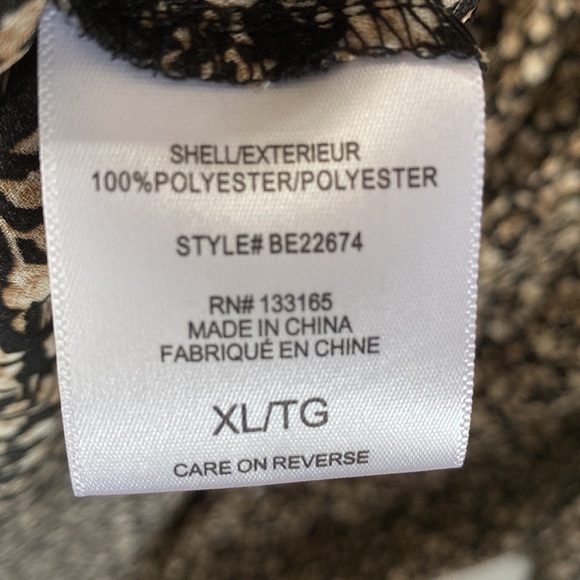 SHELL/EXTERIEUR
100%POLYESTER/POLYESTER
STYLE# BE22674
RN# 133165
MADE IN CHINA
FABRIQUÉ EN CHINE
XL/TG
CARE ON REVERSE